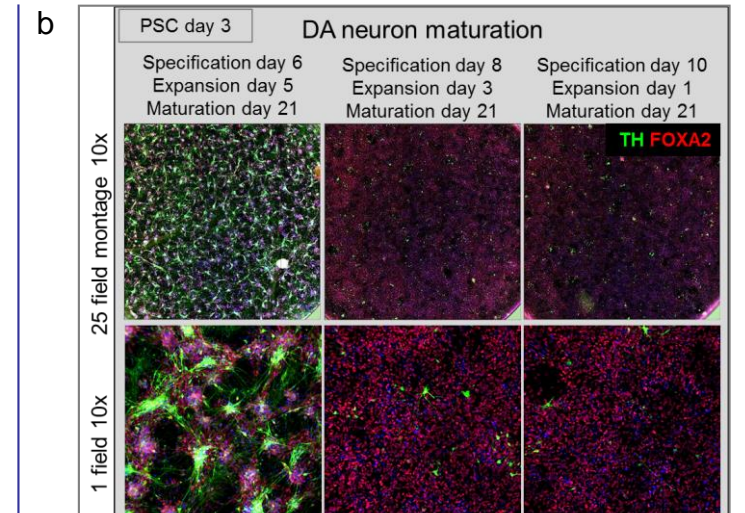 b
PSC day 3
DA neuron maturation
Specification day 6
Expansion day 5
Maturation day 21
Specification day 8
Expansion day 3
Maturation day 21
Specification day 10
Expansion day 1
Maturation day 21
25 field montage 10x
TH FOXA2
1 field 10x